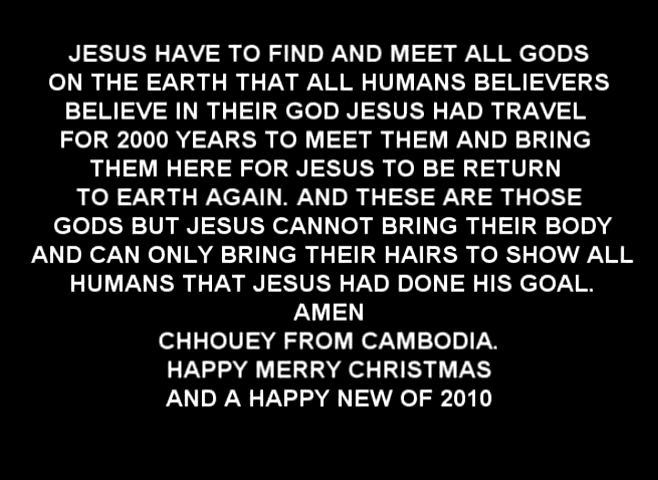 JESUS HAVE TO FIND AND MEET ALL GODS
ON THE EARTH THAT ALL HUMANS BELIEVERS
BELIEVE IN THEIR GOD JESUS HAD TRAVEL
FOR 2000 YEARS TO MEET THEM AND BRING
THEM HERE FOR JESUS TO BE RETURN
TO EARTH AGAIN. AND THESE ARE THOSE
GODS BUT JESUS CANNOT BRING THEIR BODY
AND CAN ONLY BRING THEIR HAIRS TO SHOW ALL
HUMANS THAT JESUS HAD DONE HIS GOAL.
AMEN
CHHOUEY FROM CAMBODIA.
HAPPY MERRY CHRISTMAS
AND A HAPPY NEW OF 2010